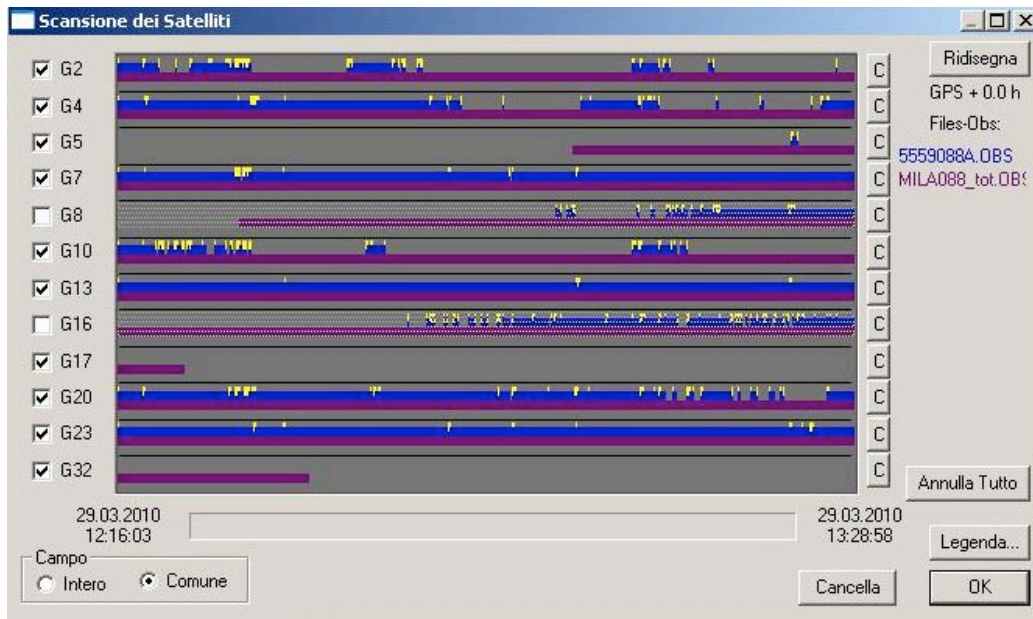 Scansione dei Satelliti
G2 C
G4 C
G5 C
G7 C
G8 C
G10 C
G13 C
G16 C
G17 C
G20 C
G23 C
G32 C
Ridisegna
GPS + 0.0 h
Files-Obs:
5559088A.OBS
MILA088_tot.OBS
Annulla Tutto
29.03.2010
12:16:03
29.03.2010
13:28:58
Legenda...
Campo
Intero Comune
Cancella
OK